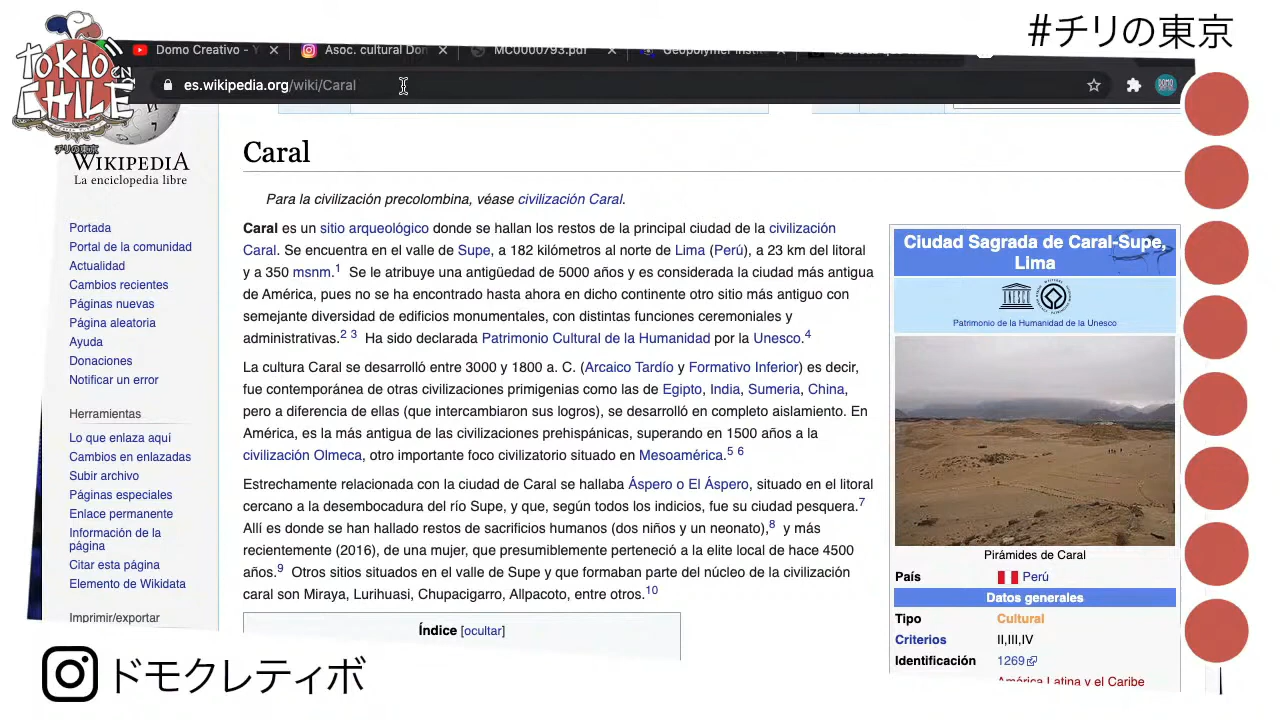 #チリの東京
TOKIO
EN
CHILE
チリの東京
Domo Creativo - Y
Asoc. cultural Dom
MC0000793.pdf
Geopolymer Insti
es.wikipedia.org/wiki/Caral
WIKIPEDIA
La enciclopedia libre
Portada
Portal de la comunidad
Actualidad
Cambios recientes
Páginas nuevas
Página aleatoria
Ayuda
Donaciones
Notificar un error
Herramientas
Lo que enlaza aquí
Cambios en enlazadas
Subir archivo
Páginas especiales
Enlace permanente
Información de la
página
Citar esta página
Elemento de Wikidata
Imprimir/exportar
Caral
Para la civilización precolombina, véase civilización Caral.
Caral es un sitio arqueológico donde se hallan los restos de la principal ciudad de la civilización
Caral. Se encuentra en el valle de Supe, a 182 kilómetros al norte de Lima (Perú), a 23 km del litoral
y a 350 msnm.1 Se le atribuye una antigüedad de 5000 años y es considerada la ciudad más antigua
de América, pues no se ha encontrado hasta ahora en dicho continente otro sitio más antiguo con
semejante diversidad de edificios monumentales, con distintas funciones ceremoniales y
administrativas.2 3 Ha sido declarada Patrimonio Cultural de la Humanidad por la Unesco.4
La cultura Caral se desarrolló entre 3000 y 1800 a. C. (Arcaico Tardío y Formativo Inferior) es decir,
fue contemporánea de otras civilizaciones primigenias como las de Egipto, India, Sumeria, China,
pero a diferencia de ellas (que intercambiaron sus logros), se desarrolló en completo aislamiento. En
América, es la más antigua de las civilizaciones prehispánicas, superando en 1500 años a la
civilización Olmeca, otro importante foco civilizatorio situado en Mesoamérica.5 6
Estrechamente relacionada con la ciudad de Caral se hallaba Áspero o El Áspero, situado en el litoral
cercano a la desembocadura del río Supe, y que, según todos los indicios, fue su ciudad pesquera.7
Allí es donde se han hallado restos de sacrificios humanos (dos niños y un neonato),8 y más
recientemente (2016), de una mujer, que presumiblemente perteneció a la elite local de hace 4500
años.9 Otros sitios situados en el valle de Supe y que formaban parte del núcleo de la civilización
caral son Miraya, Lurihuasi, Chupacigarro, Allpacoto, entre otros.10
Índice [ocultar]
Ciudad Sagrada de Caral-Supe,
Lima
UNESCO
Patrimonio de la Humanidad de la Unesco
Pirámides de Caral
País Perú
Datos generales
Tipo Cultural
Criterios II,III,IV
Identificación 1269
América Latina y el Caribe
ドモクレティボ